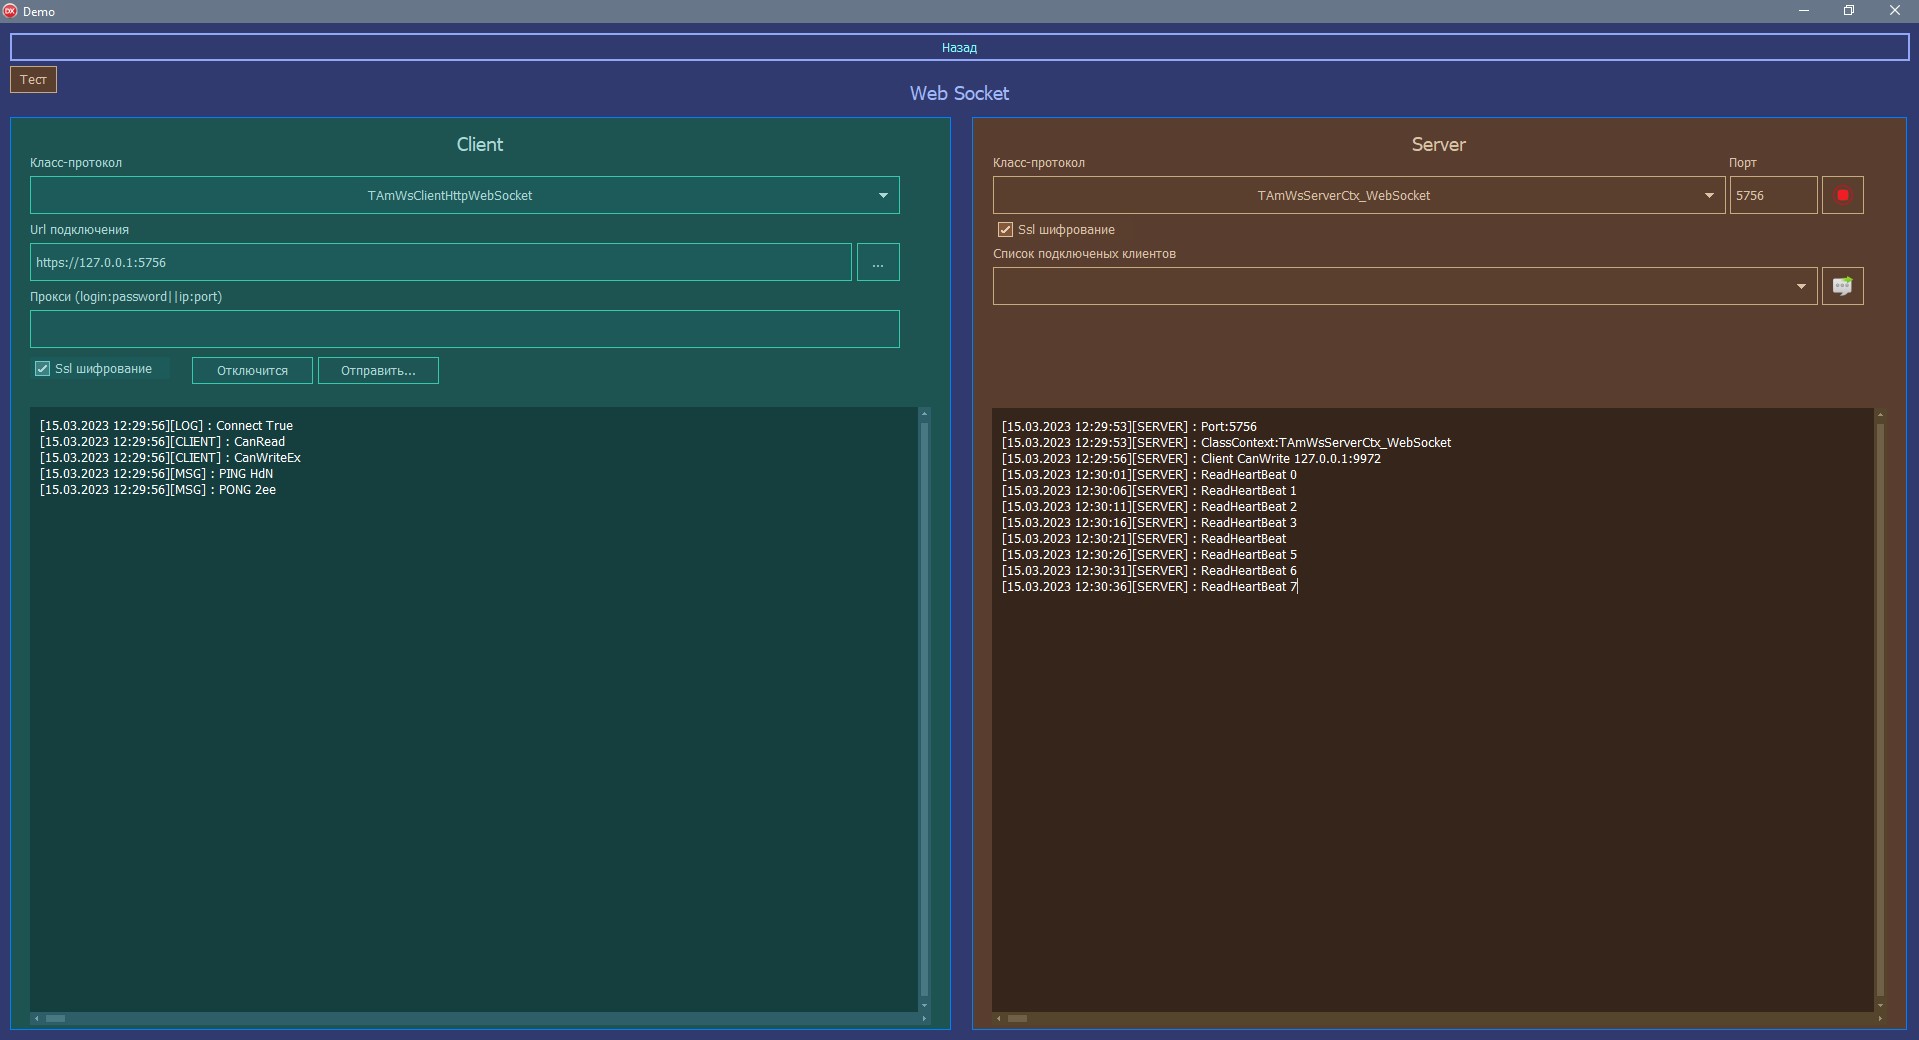 Demo
Назад
Тест
Web Socket
Client
Класс-протокол
TAmWsClientHttpWebSocket
Url подключения
https://127.0.0.1:5756
...
Прокси (login:password||ip:port)
Ssl шифрование
Отключится
Отправить...
[15.03.2023 12:29:56][LOG] : Connect True
[15.03.2023 12:29:56][CLIENT] : CanRead
[15.03.2023 12:29:56][CLIENT] : CanWriteEx
[15.03.2023 12:29:56][MSG] : PING HdN
[15.03.2023 12:29:56][MSG] : PONG 2ee
Server
Класс-протокол
Порт
TAmWsServerCtx_WebSocket
5756
Ssl шифрование
Список подключеных клиентов
[15.03.2023 12:29:53][SERVER] : Port:5756
[15.03.2023 12:29:53][SERVER] : ClassContext:TAmWsServerCtx_WebSocket
[15.03.2023 12:29:56][SERVER] : Client CanWrite 127.0.0.1:9972
[15.03.2023 12:30:01][SERVER] : ReadHeartBeat 0
[15.03.2023 12:30:06][SERVER] : ReadHeartBeat 1
[15.03.2023 12:30:11][SERVER] : ReadHeartBeat 2
[15.03.2023 12:30:16][SERVER] : ReadHeartBeat 3
[15.03.2023 12:30:21][SERVER] : ReadHeartBeat
[15.03.2023 12:30:26][SERVER] : ReadHeartBeat 5
[15.03.2023 12:30:31][SERVER] : ReadHeartBeat 6
[15.03.2023 12:30:36][SERVER] : ReadHeartBeat 7